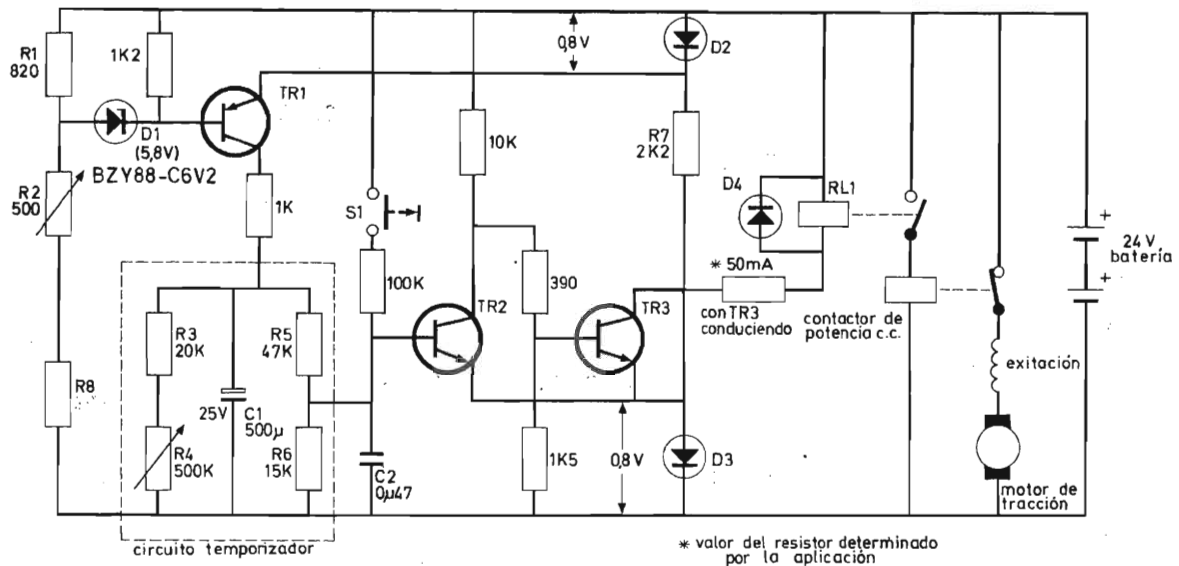 R1
820
1K2
TR1
D1
(5,8V)
BZY88-C6V2
R2
500
1K
R8
R3
20K
R4
500K
25V
C1
500µ
R5
47K
R6
15K
circuito temporizador
S1
100K
C2
0µ47
10K
TR2
390
1K5
TR3
0,8V
D2
R7
2K2
0,8V
D3
D4
RL1
* 50mA
con TR3
conduciendo
contactor de
potencia c.c.
exitación
motor de
tracción
+
+
24V
batería
* valor del resistor determinado
por la aplicación